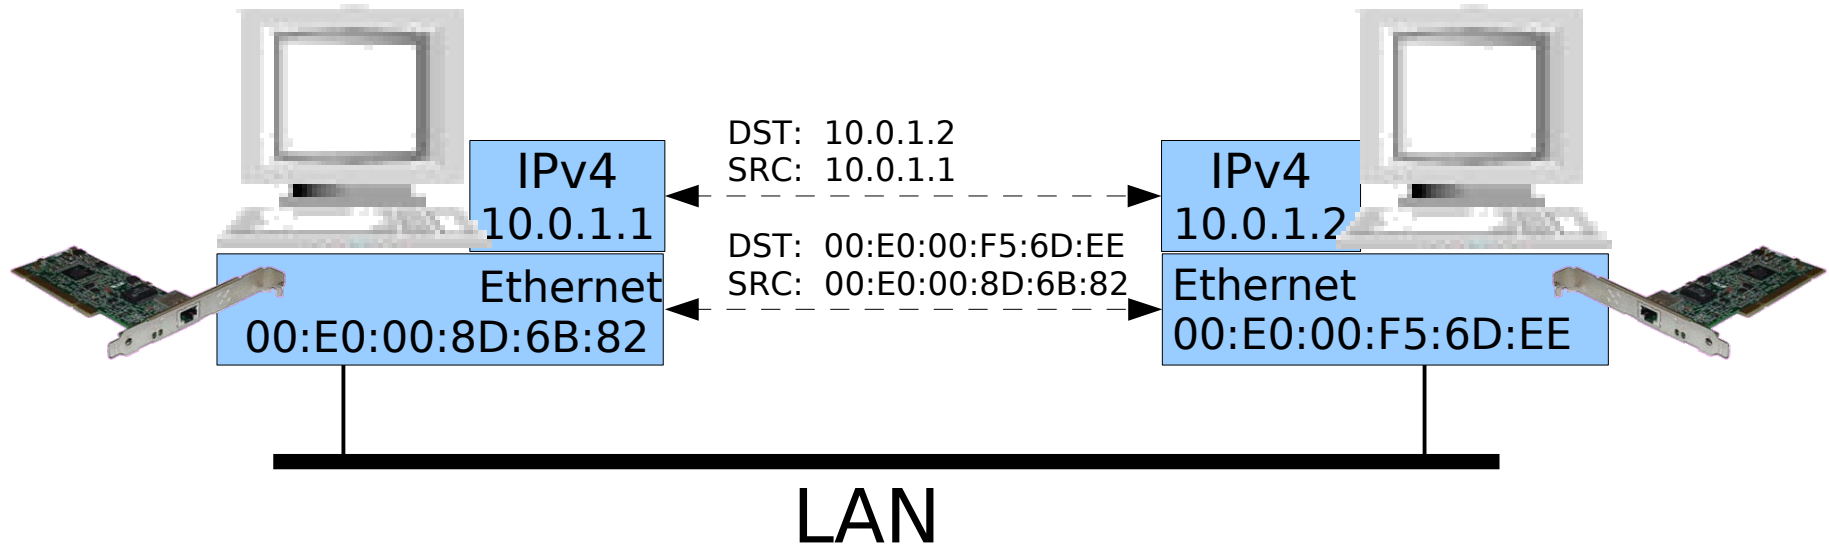 IPv4
10.0.1.1
Ethernet
00:E0:00:8D:6B:82
DST: 10.0.1.2
SRC: 10.0.1.1
DST: 00:E0:00:F5:6D:EE
SRC: 00:E0:00:8D:6B:82
IPv4
10.0.1.2
Ethernet
00:E0:00:F5:6D:EE
LAN